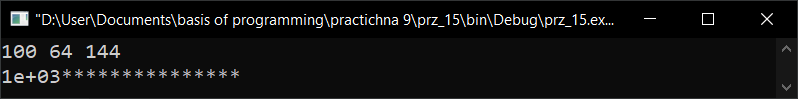 "D:\User\Documents\basis of programming\practichna 9\prz_15\bin\Debug\prz_15.ex...
100 64 144
1e+03***************